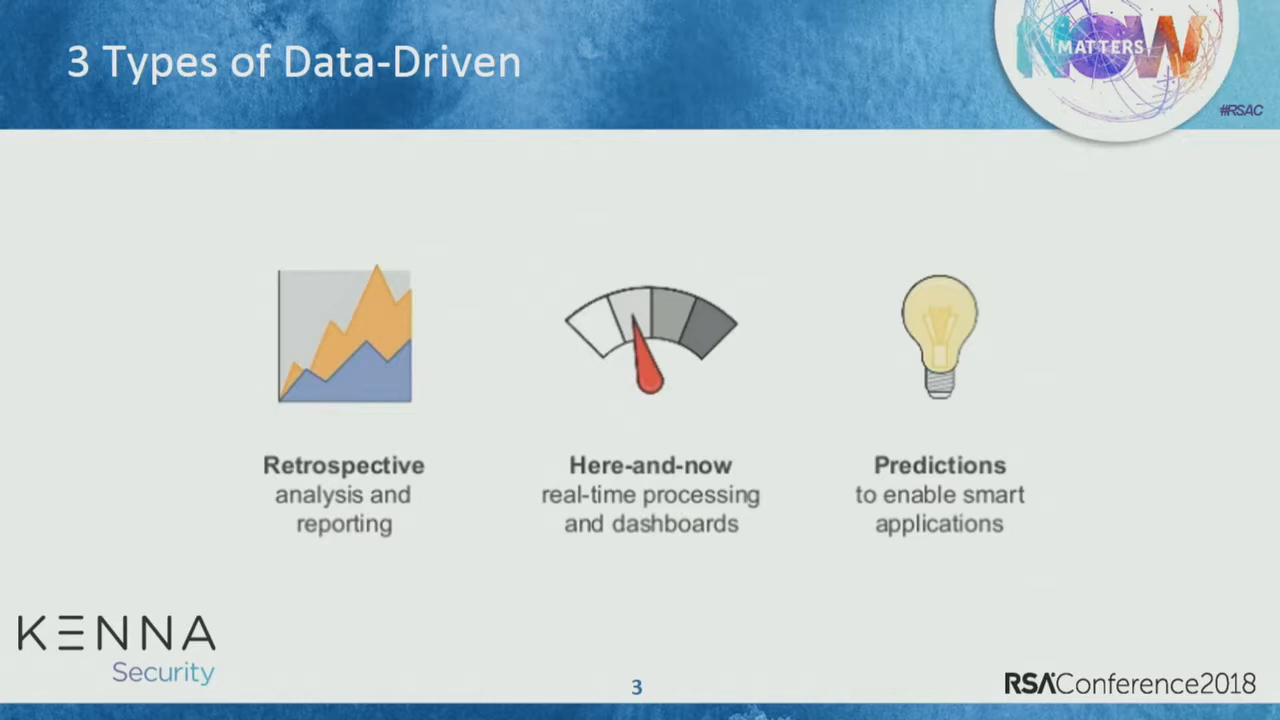 3 Types of Data-Driven
NOW
MATTERS
#RSAC
Retrospective
analysis and
reporting
Here-and-now
real-time processing
and dashboards
Predictions
to enable smart
applications
KENNA
Security
3
RSAConference2018